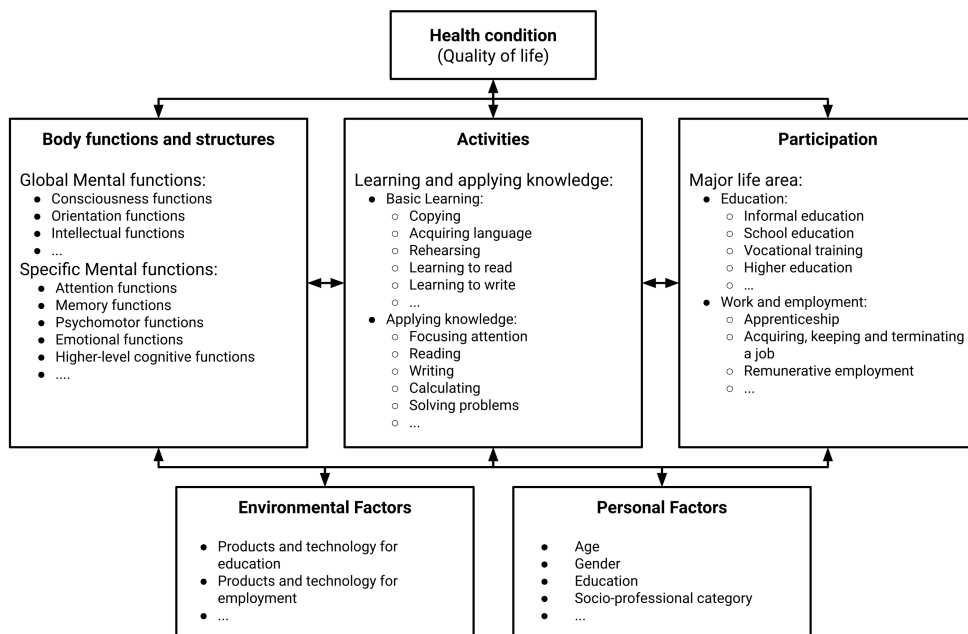 Health condition
(Quality of life)
Body functions and structures
Global Mental functions:
● Consciousness functions
● Orientation functions
● Intellectual functions
● ...
Specific Mental functions:
● Attention functions
● Memory functions
● Psychomotor functions
● Emotional functions
● Higher-level cognitive functions
● ....
Activities
Learning and applying knowledge:
● Basic Learning:
○ Copying
○ Acquiring language
○ Rehearsing
○ Learning to read
○ Learning to write
○ ...
● Applying knowledge:
○ Focusing attention
○ Reading
○ Writing
○ Calculating
○ Solving problems
○ ...
Participation
Major life area:
● Education:
○ Informal education
○ School education
○ Vocational training
○ Higher education
○ ...
● Work and employment:
○ Apprenticeship
○ Acquiring, keeping and terminating
a job
○ Remunerative employment
○ ...
Environmental Factors
● Products and technology for
education
● Products and technology for
employment
● ...
Personal Factors
● Age
● Gender
● Education
● Socio-professional category
● ...